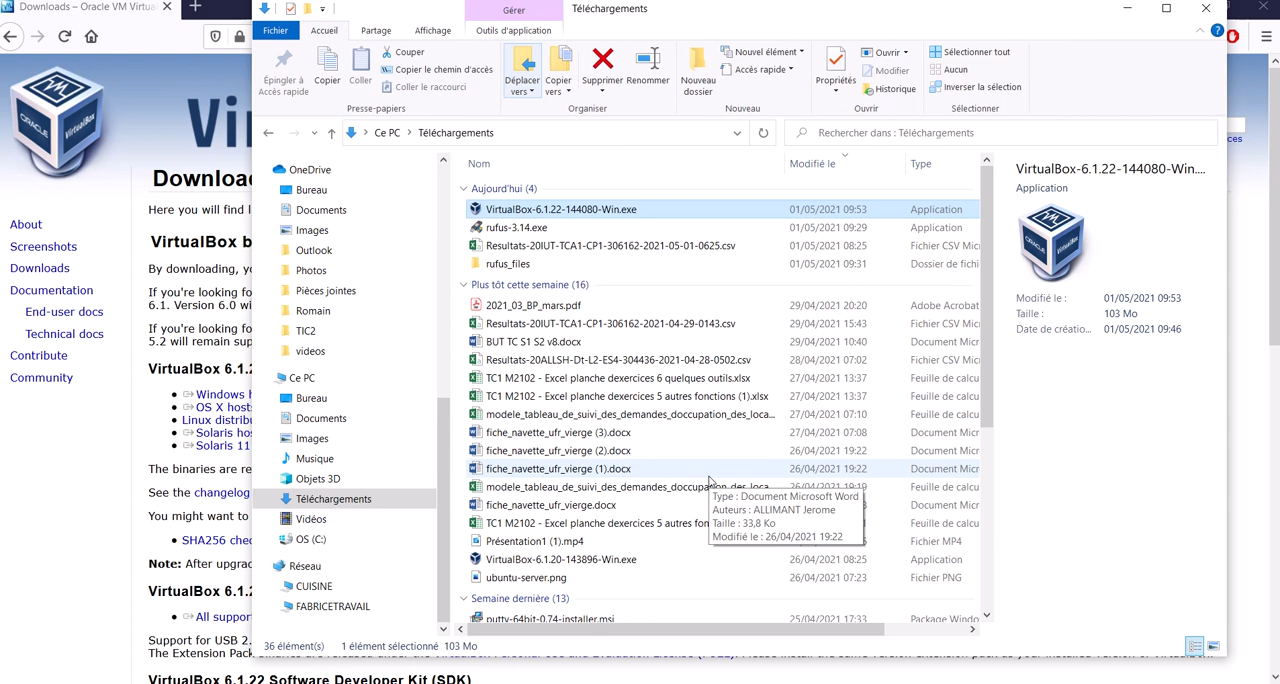 Downloads – Oracle VM Virtua
Gérer
Téléchargements
Fichier
Accueil
Partage
Affichage
Outils d'application
Épingler à
Accès rapide
Copier
Coller
Couper
Copier le chemin d'accès
Coller le raccourci
Presse-papiers
Déplacer
vers
Copier
vers
Supprimer
Renommer
Organiser
Nouveau
dossier
Nouvel élément
Accès rapide
Nouveau
Propriétés
Ouvrir
Modifier
Historique
Ouvrir
Sélectionner tout
Aucun
Inverser la sélection
Sélectionner
Ce PC > Téléchargements
Rechercher dans : Téléchargements
ORACLE
Vi
Downloa
Here you will find l
VirtualBox b
By downloading, yo
If you're looking fo
6.1. Version 6.0 wi
If you're looking fo
5.2 will remain sup
VirtualBox 6.1.2
Windows h
OS X hosts
Linux distribu
Solaris ho
Solaris 11
The binaries are re
See the changelog
You might want to
SHA256 chec
Note: After upgrad
VirtualBox 6.1.2
All suppor
Support for USB 2.
The Extension Pack
VirtualBox 6.1.22 Software Developer Kit (SDK)
About
Screenshots
Downloads
Documentation
End-user docs
Technical docs
Contribute
Community
OneDrive
Bureau
Documents
Images
Outlook
Photos
Pièces jointes
Romain
TIC2
videos
Ce PC
Bureau
Documents
Images
Musique
Objets 3D
Téléchargements
Vidéos
OS (C:)
Réseau
CUISINE
FABRICETRAVAIL
Nom
Modifié le
Type
Aujourd'hui (4)
VirtualBox-6.1.22-144080-Win.exe 01/05/2021 09:53 Application
rufus-3.14.exe 01/05/2021 09:29 Application
Resultats-20IUT-TCA1-CP1-306162-2021-05-01-0625.csv 01/05/2021 08:25 Fichier CSV Mic
rufus_files 01/05/2021 09:31 Dossier de fichi
Plus tôt cette semaine (16)
2021_03_BP_mars.pdf 29/04/2021 20:20 Adobe Acrobat
Resultats-20IUT-TCA1-CP1-306162-2021-04-29-0143.csv 29/04/2021 15:43 Fichier CSV Mic
BUT TC S1 S2 v8.docx 29/04/2021 10:40 Document Micr
Resultats-20ALLSH-Dt-L2-ES4-304436-2021-04-28-0502.csv 28/04/2021 07:02 Fichier CSV Mic
TC1 M2102 - Excel planche dexercices 6 quelques outils.xlsx 27/04/2021 13:37 Feuille de calcu
TC1 M2102 - Excel planche dexercices 5 autres fonctions (1).xlsx 27/04/2021 13:37 Feuille de calcu
modele_tableau_de_suivi_des_demandes_doccupation_des_loca... 27/04/2021 07:10 Feuille de calcu
fiche_navette_ufr_vierge (3).docx 27/04/2021 07:08 Document Micr
fiche_navette_ufr_vierge (2).docx 26/04/2021 19:22 Document Micr
fiche_navette_ufr_vierge (1).docx 26/04/2021 19:22 Document Micr
modele_tableau_de_suivi_des_demandes_doccupation_des_loca 26/04/2021 19:19 Feuille de calcu
fiche_navette_ufr_vierge.docx Document Micr
TC1 M2102 - Excel planche dexercices 5 autres fon Feuille de calcu
Présentation1 (1).mp4 Fichier MP4
VirtualBox-6.1.20-143896-Win.exe 26/04/2021 08:25 Application
ubuntu-server.png 26/04/2021 07:23 Fichier PNG
Semaine dernière (13)
putty-64bit-0.74-installer.msi 25/04/2021 17:33 Package Windo
Type : Document Microsoft Word
Auteurs : ALLIMANT Jerome
Taille : 33,8 Ko
Modifié le : 26/04/2021 19:22
VirtualBox-6.1.22-144080-Win....
Application
ORACLE
Modifié le : 01/05/2021 09:53
Taille : 103 Mo
Date de créatio... 01/05/2021 09:46
36 élément(s) 1 élément sélectionné 103 Mo